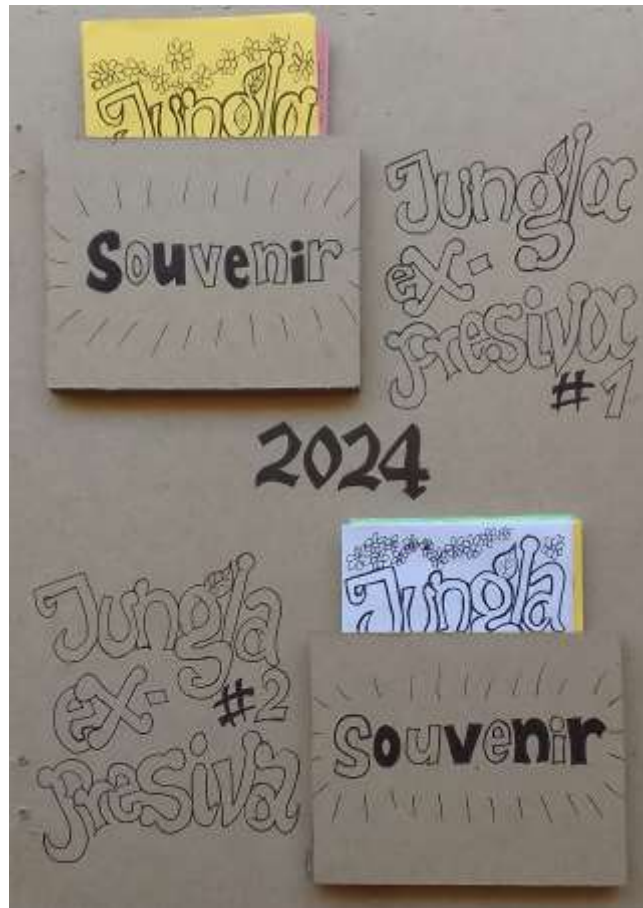 Jungla
Souvenir
Jungla
ex-
presiva
#1
2024
Jungla
ex-
#2
presiva
Jungla
Souvenir